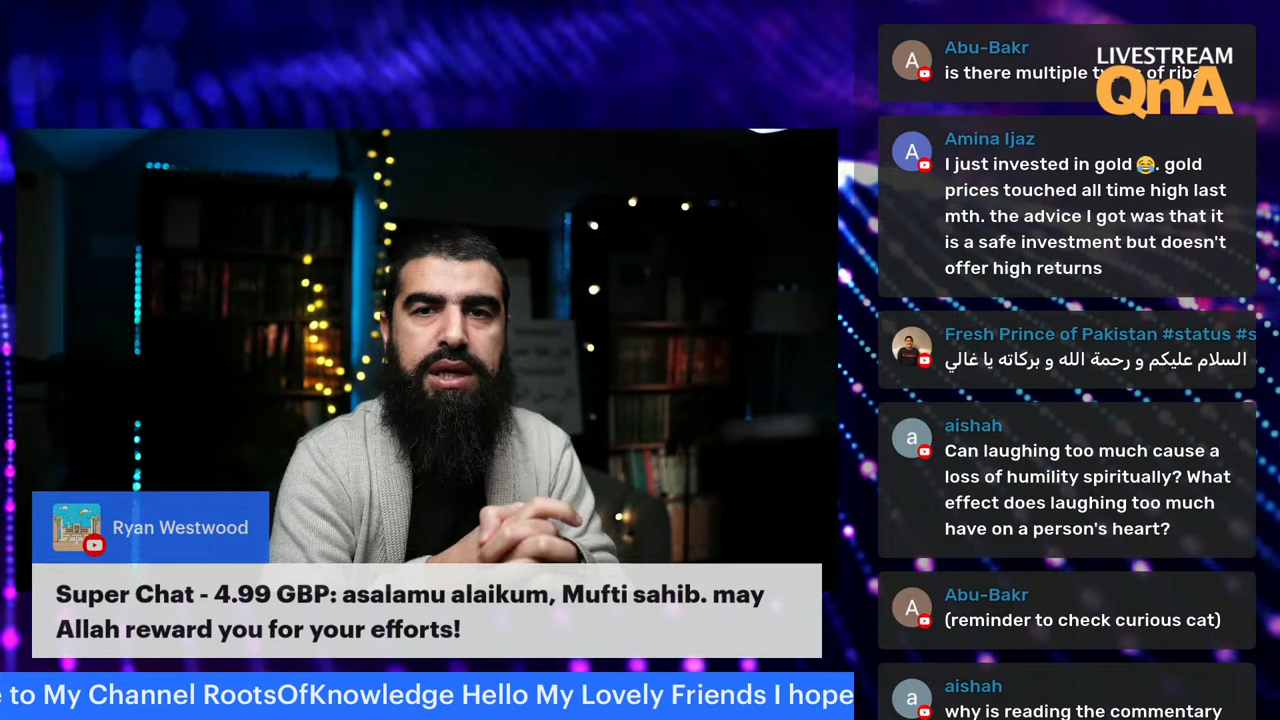 Abu-Bakr
is there multiple of riba
LIVESTREAM
QnA
Amina Ijaz
I just invested in gold 😂. gold
prices touched all time high last
mth. the advice I got was that it
is a safe investment but doesn't
offer high returns
Fresh Prince of Pakistan #status #s
السلام عليكم و رحمة الله و بركاته يا غالي
aishah
Can laughing too much cause a
loss of humility spiritually? What
effect does laughing too much
have on a person's heart?
Abu-Bakr
(reminder to check curious cat)
aishah
why is reading the commentary
Ryan Westwood
Super Chat - 4.99 GBP: asalamu alaikum, Mufti sahib. may
Allah reward you for your efforts!
e to My Channel RootsOfKnowledge Hello My Lovely Friends I hope